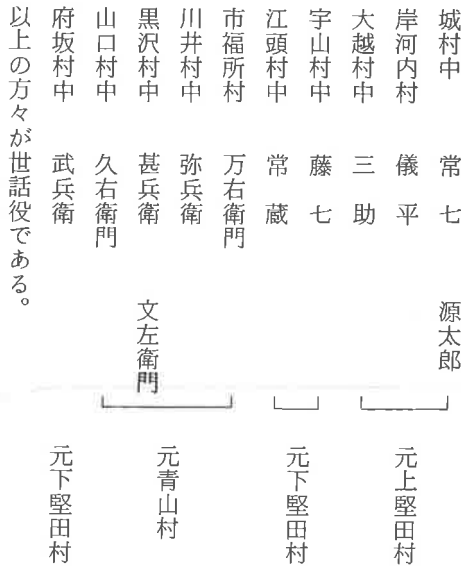 城村中　常七　源太郎
岸河内村　儀平
大越村中　三助
宇山村中　藤七
江頭村中　常蔵
市福所村　万右衛門
川井村中　弥兵衛
黒沢村中　甚兵衛　文左衛門
山口村中　久右衛門
府坂村中　武兵衛
元上堅田村
元下堅田村
元青山村
元下堅田村
以上の方々が世話役である。